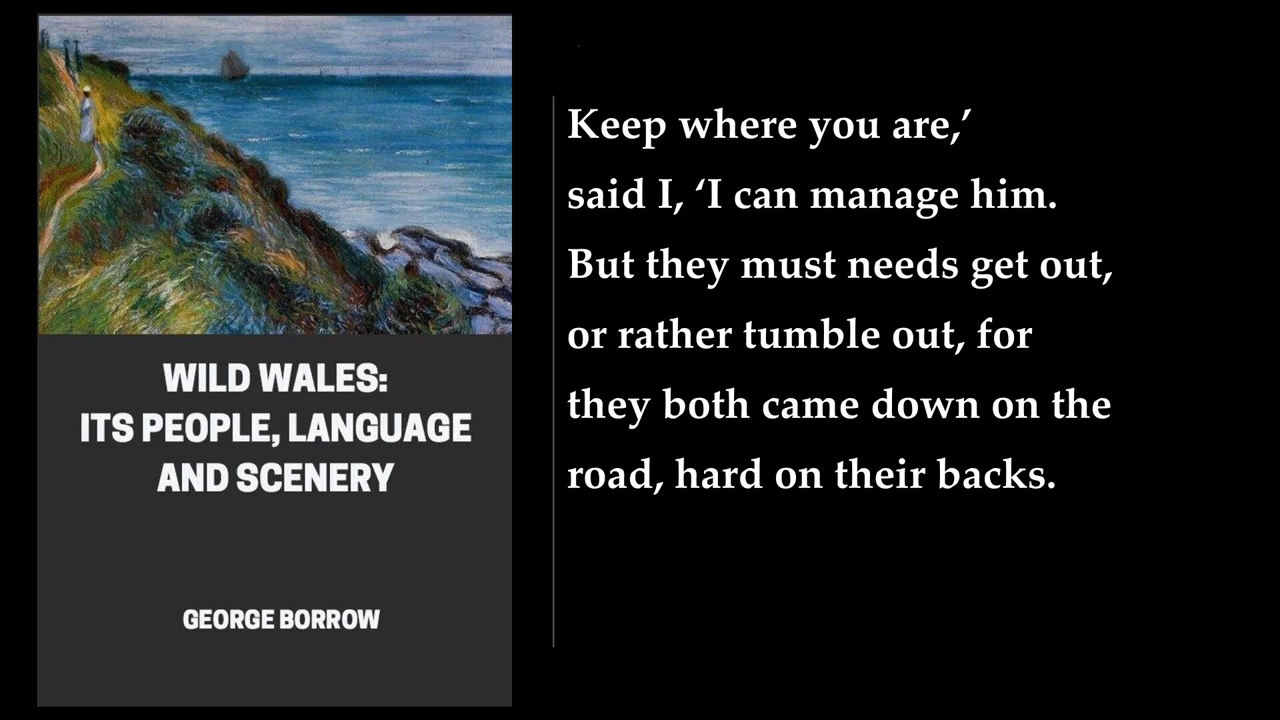 WILD WALES:
ITS PEOPLE, LANGUAGE
AND SCENERY
GEORGE BORROW
Keep where you are,’
said I, ‘I can manage him.
But they must needs get out,
or rather tumble out, for
they both came down on the
road, hard on their backs.